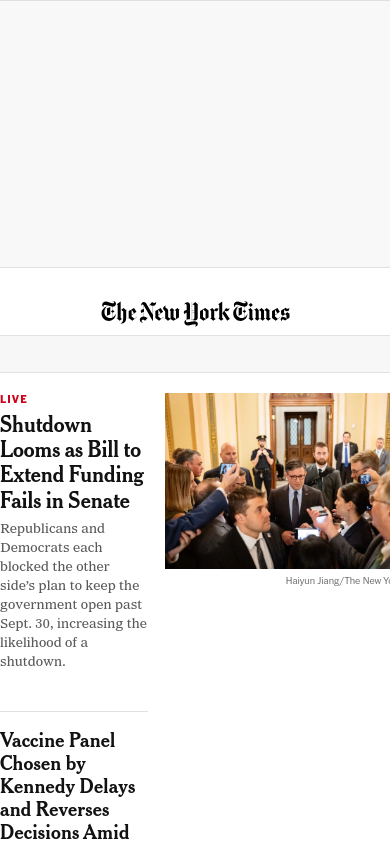 The New York Times
LIVE
Shutdown
Looms as Bill to
Extend Funding
Fails in Senate
Republicans and
Democrats each
blocked the other
side’s plan to keep the
government open past
Sept. 30, increasing the
likelihood of a
shutdown.
Haiyun Jiang/The New Yo
Vaccine Panel
Chosen by
Kennedy Delays
and Reverses
Decisions Amid